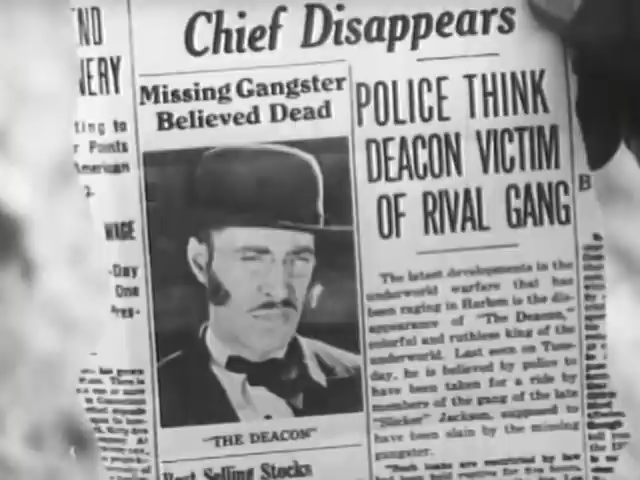 Chief Disappears
ND
VERY
ting to
r Points
American
2.
WAGE
-Day
One
Missing Gangster
Believed Dead
"THE DEACON"
Best Selling Stocks
POLICE THINK
DEACON VICTIM
OF RIVAL GANG
The latest developments in the
underworld warfare that has
been raging in Harlem is the dis-
appearance of "The Deacon,"
colorful and ruthless king of the
underworld. Last seen on Tues-
day, he is believed by police to
have been taken for a ride by
members of the gang of the late
"Slicker" Jackson, supposed to
have been slain by the missing
gangster.
B